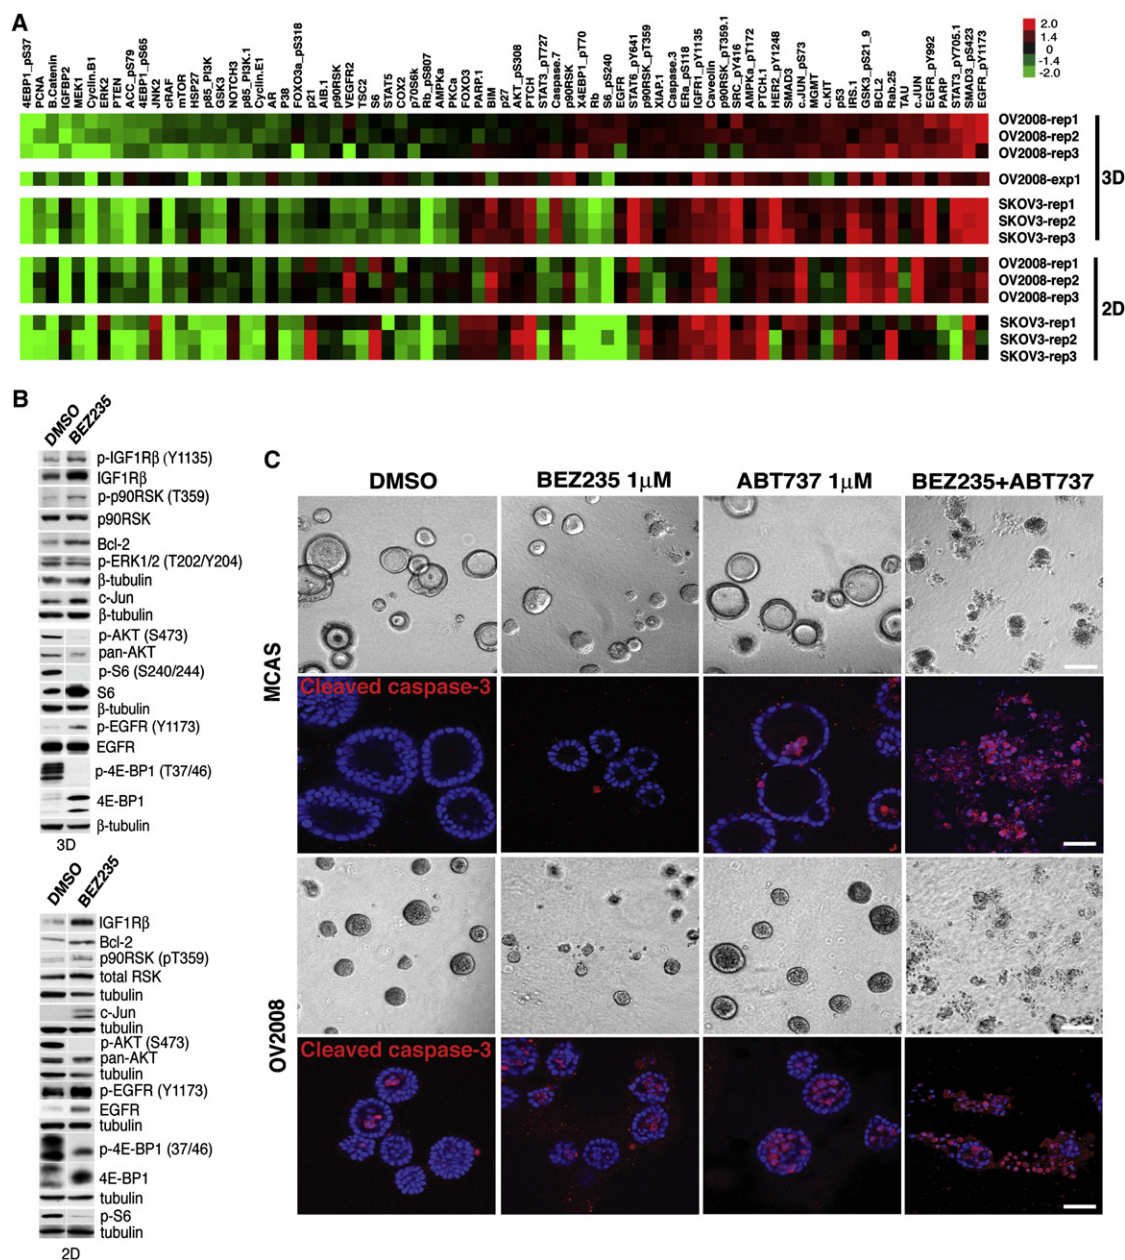 A
4EBP1_pS37
PCNA
B.Catenin
IGFBP2
MEK1
Cyclin.B1
ERK2
PTEN
ACC_pS79
4EBP1_pS65
JNK2
cRAF
mTOR
HSP27
p85_PI3K
GSK3
NOTCH3
p85_PI3K.1
Cyclin.E1
AR
P38
FOXO3a_pS318
p21
AIB.1
p90RSK
VEGFR2
TSC2
S6
STAT5
COX2
p70S6k
Rb_pS807
AMPKa
PKCa
FOXO3
PARP.1
BIM
p27
AKT_pS308
PTCH
STAT3_pT727
Caspase.7
p90RSK
X4EBP1_pT70
Rb
S6_pS240
EGFR
STAT6_pY641
p90RSK_pT359
XIAP.1
Caspase.3
ERa_pS118
IGFR1_pY1135
Caveolin
p90RSK_pT359.1
SRC_pY416
AMPKa_pT172
PTCH.1
HER2_pY1248
SMAD3
c.JUN_pS73
MGMT
c.KIT
p53
IRS.1
GSK3_pS21_9
BCL2
Rab.25
TAU
c.JUN
EGFR_pY992
PARP
STAT3_pY705.1
SMAD3_pS423
EGFR_pY1173
2.0
1.4
0
-1.4
-2.0
OV2008-rep1
OV2008-rep2
OV2008-rep3
OV2008-exp1
SKOV3-rep1
SKOV3-rep2
SKOV3-rep3
3D
OV2008-rep1
OV2008-rep2
OV2008-rep3
SKOV3-rep1
SKOV3-rep2
SKOV3-rep3
2D
B
DMSO
BEZ235
p-IGF1Rβ (Y1135)
IGF1Rβ
p-p90RSK (T359)
p90RSK
Bcl-2
p-ERK1/2 (T202/Y204)
β-tubulin
c-Jun
β-tubulin
p-AKT (S473)
pan-AKT
p-S6 (S240/244)
S6
β-tubulin
p-EGFR (Y1173)
EGFR
p-4E-BP1 (T37/46)
4E-BP1
β-tubulin
3D
DMSO
BEZ235
IGF1Rβ
Bcl-2
p90RSK (pT359)
total RSK
tubulin
c-Jun
tubulin
p-AKT (S473)
pan-AKT
tubulin
p-EGFR (Y1173)
EGFR
tubulin
p-4E-BP1 (37/46)
4E-BP1
tubulin
p-S6
tubulin
2D
C
DMSO
BEZ235 1μM
ABT737 1μM
BEZ235+ABT737
MCAS
Cleaved caspase-3
OV2008
Cleaved caspase-3